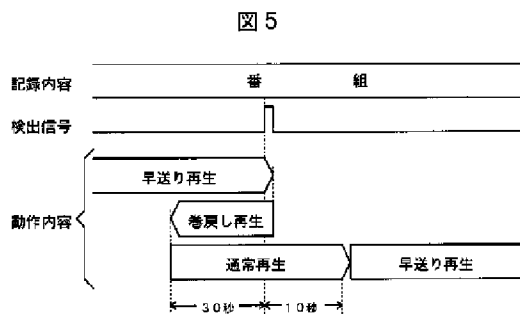 図5
記録内容 番 組
検出信号
早送り再生
動作内容 巻戻し再生
通常再生 早送り再生
30秒 10秒